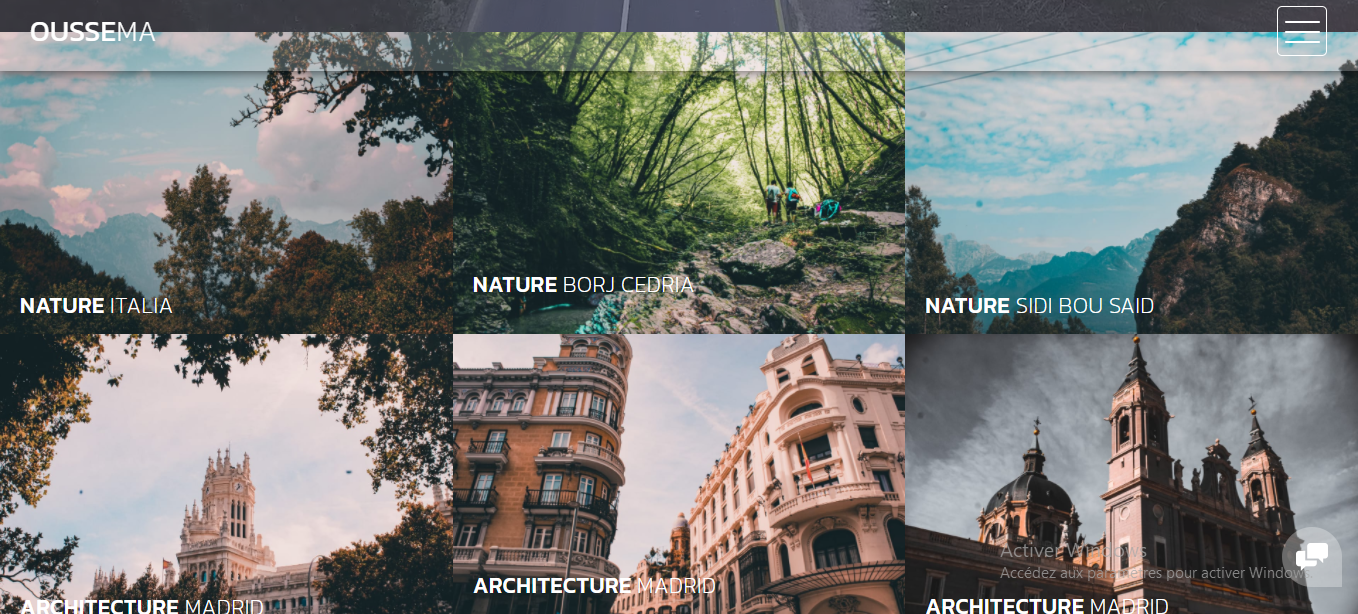 OUSSEMA
NATURE ITALIA
NATURE BORJ CEDRIA
NATURE SIDI BOU SAID
ARCHITECTURE MADRID
ARCHITECTURE MADRID
ARCHITECTURE MADRID
Activer Windows
Accédez aux paramètres pour activer Windows.